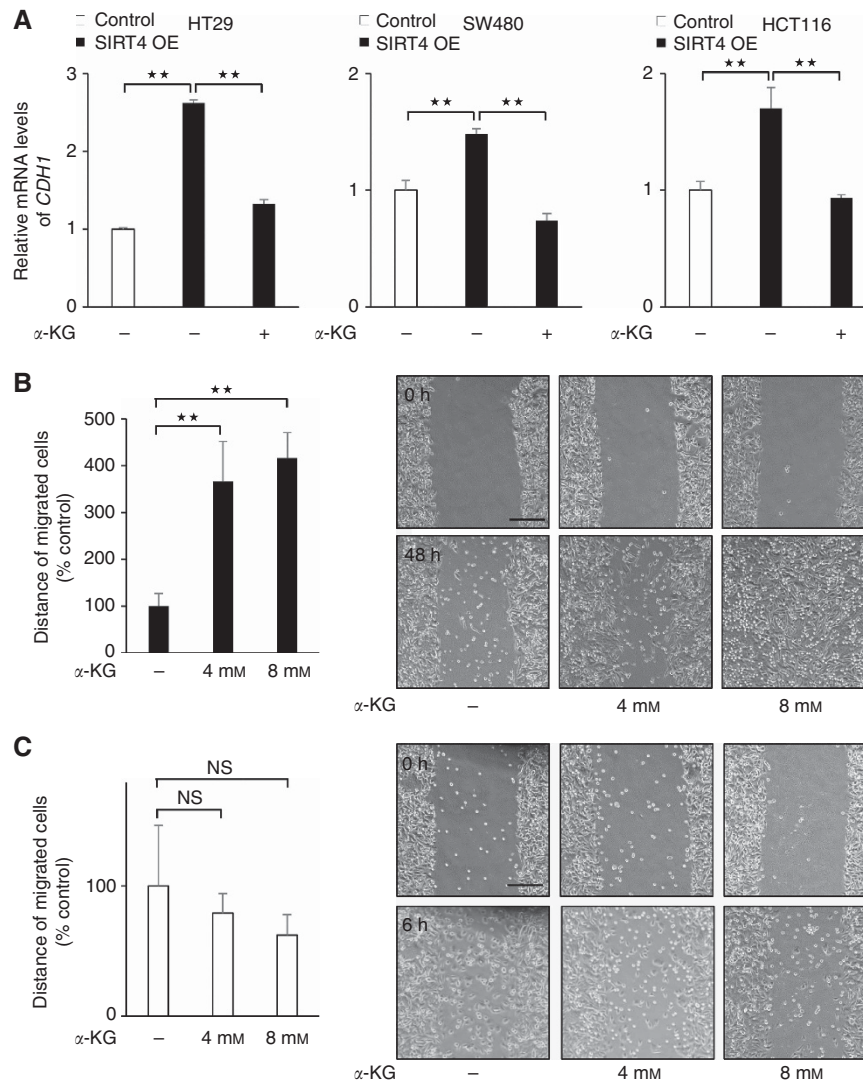 A
Control HT29
SIRT4 OE
Control SW480
SIRT4 OE
Control HCT116
SIRT4 OE
Relative mRNA levels
of CDH1
3
2
1
0
★★ ★★
2
1
0
★★ ★★
2
1
0
★★ ★★
α-KG – – +
α-KG – – +
α-KG – – +
B
Distance of migrated cells
(% control)
500
400
300
200
100
0
★★
★★
α-KG – 4 mM 8 mM
0 h
48 h
α-KG – 4 mM 8 mM
C
Distance of migrated cells
(% control)
100
0
NS
NS
α-KG – 4 mM 8 mM
0 h
6 h
α-KG – 4 mM 8 mM